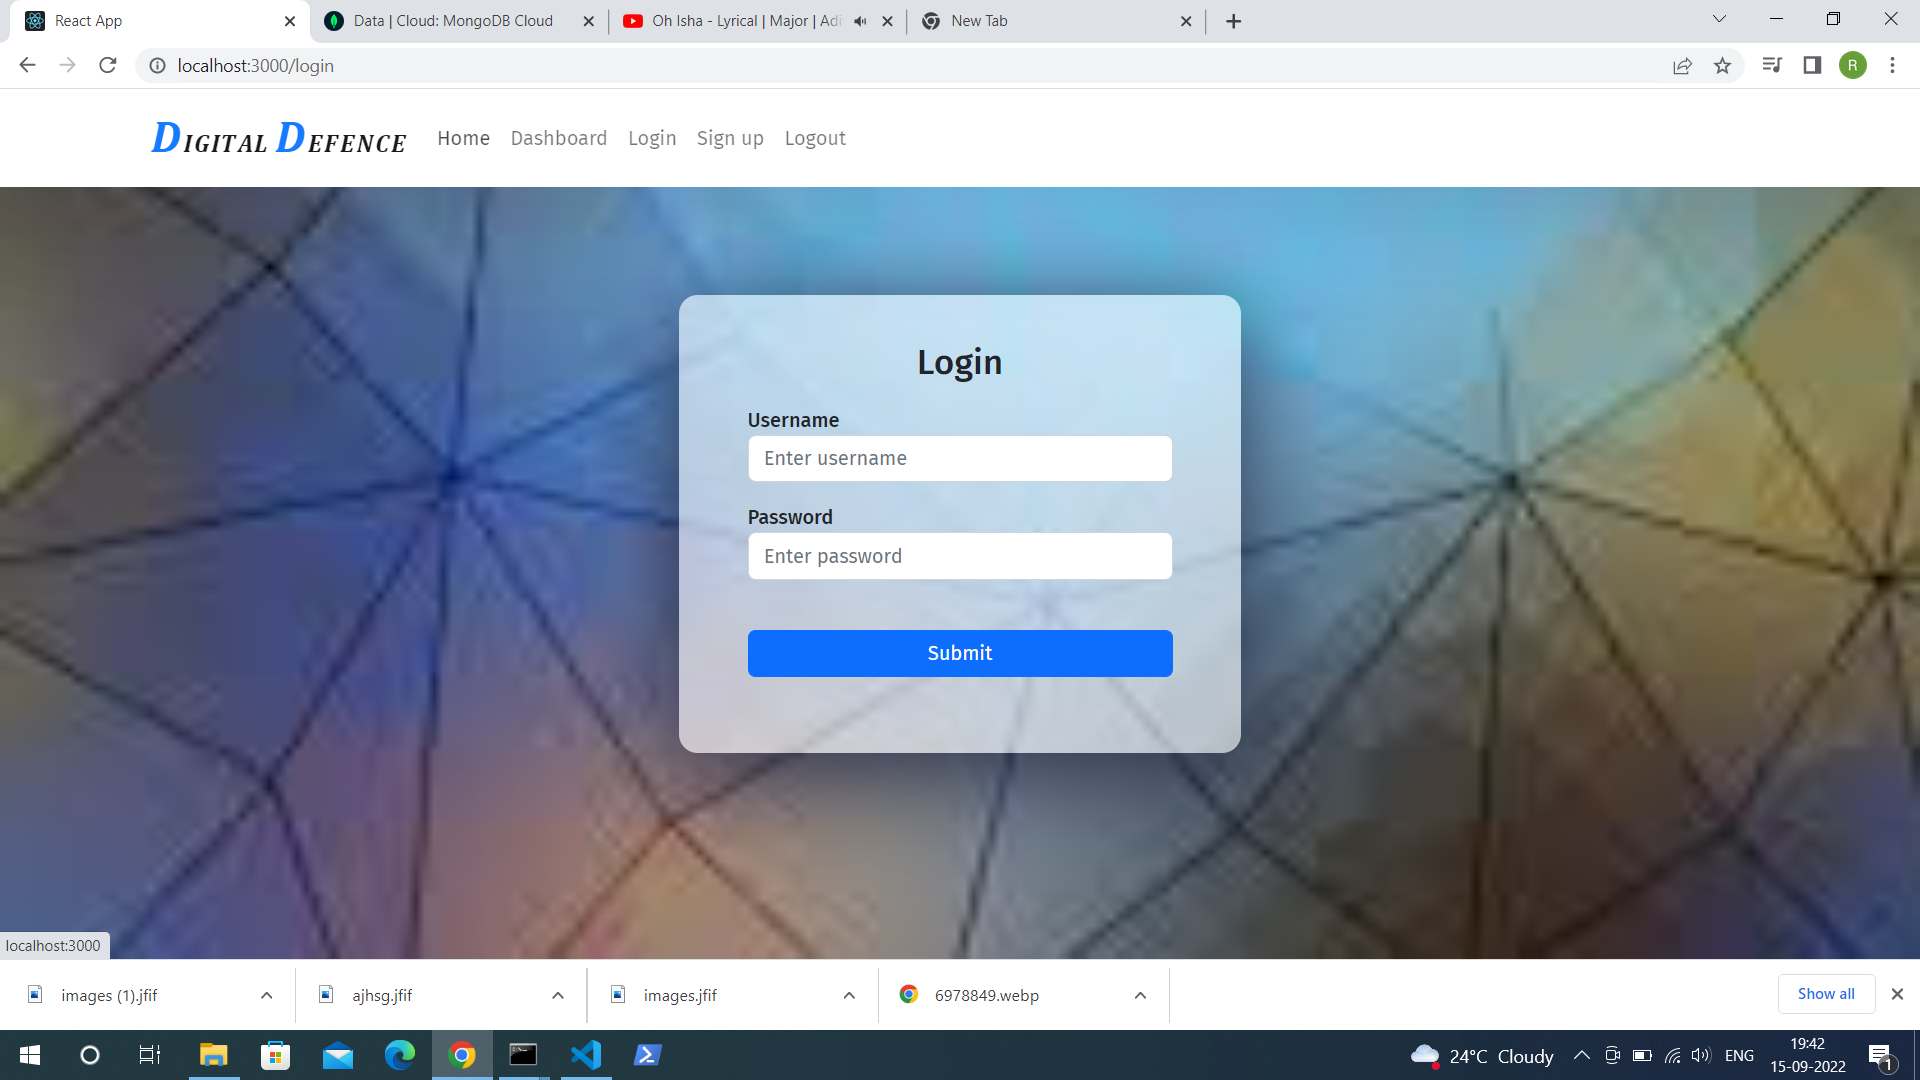 React App
Data | Cloud: MongoDB Cloud
Oh Isha - Lyrical | Major | Adi
New Tab
localhost:3000/login
R
DIGITAL DEFENCE
Home
Dashboard
Login
Sign up
Logout
Login
Username
Enter username
Password
Enter password
Submit
localhost:3000
images (1).jfif
ajhsg.jfif
images.jfif
6978849.webp
Show all
24°C Cloudy
ENG
19:42
15-09-2022
1